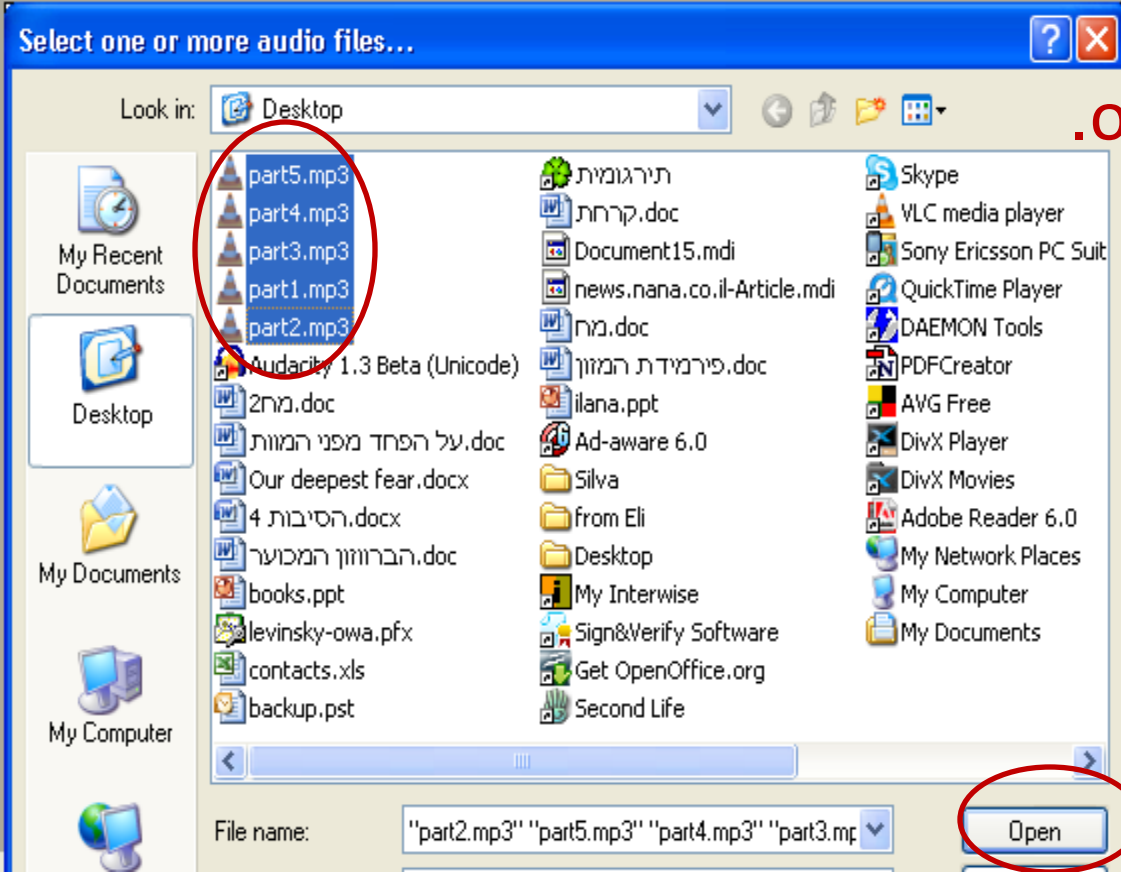 Select one or more audio files...
Look in:
Desktop
.o
My Recent
Documents
Desktop
My Documents
My Computer
part5.mp3
part4.mp3
part3.mp3
part1.mp3
part2.mp3
Audacity 1.3 Beta (Unicode)
מח2.doc
על הפחד מפני המוות.doc
Our deepest fear.docx
4 הסיבות.docx
הברווזון המכוער.doc
books.ppt
levinsky-owa.pfx
contacts.xls
backup.pst
תירגומית
קרחת.doc
Document15.mdi
news.nana.co.il-Article.mdi
מח.doc
פירמידת המזון.doc
ilana.ppt
Ad-aware 6.0
Silva
from Eli
Desktop
My Interwise
Sign&Verify Software
Get OpenOffice.org
Second Life
Skype
VLC media player
Sony Ericsson PC Suit
QuickTime Player
DAEMON Tools
PDFCreator
AVG Free
DivX Player
DivX Movies
Adobe Reader 6.0
My Network Places
My Computer
My Documents
File name:
"part2.mp3" "part5.mp3" "part4.mp3" "part3.mp
Open